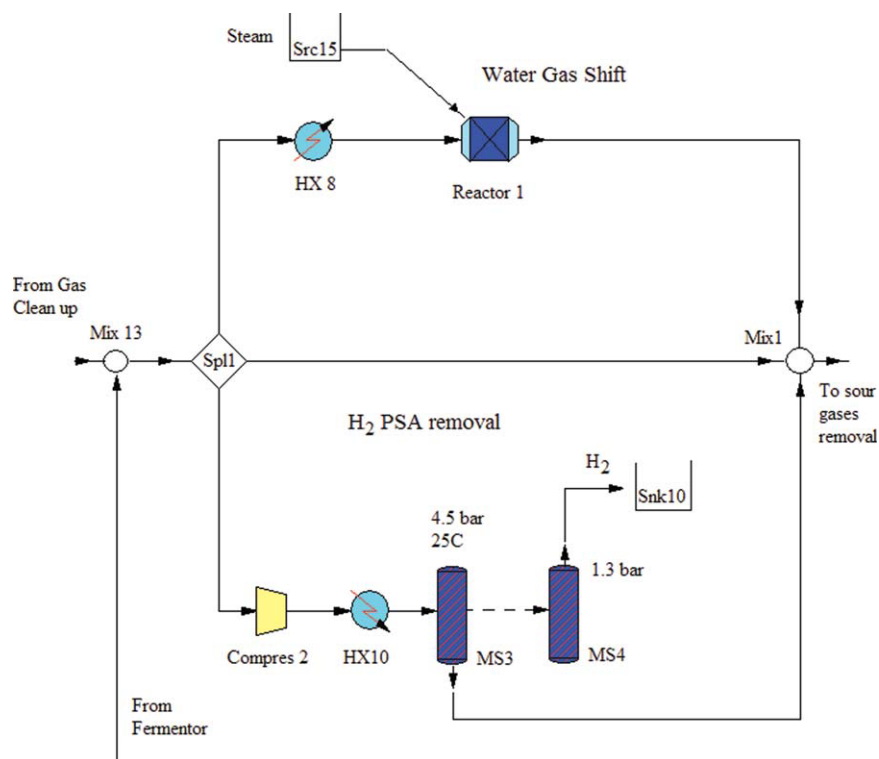 Steam
Src15
Water Gas Shift
HX 8
Reactor 1
From Gas
Clean up
Mix 13
Spl1
Mix1
To sour
gases
removal
H2 PSA removal
H2
Snk10
4.5 bar
25C
1.3 bar
Compres 2
HX10
MS3
MS4
From
Fermentor